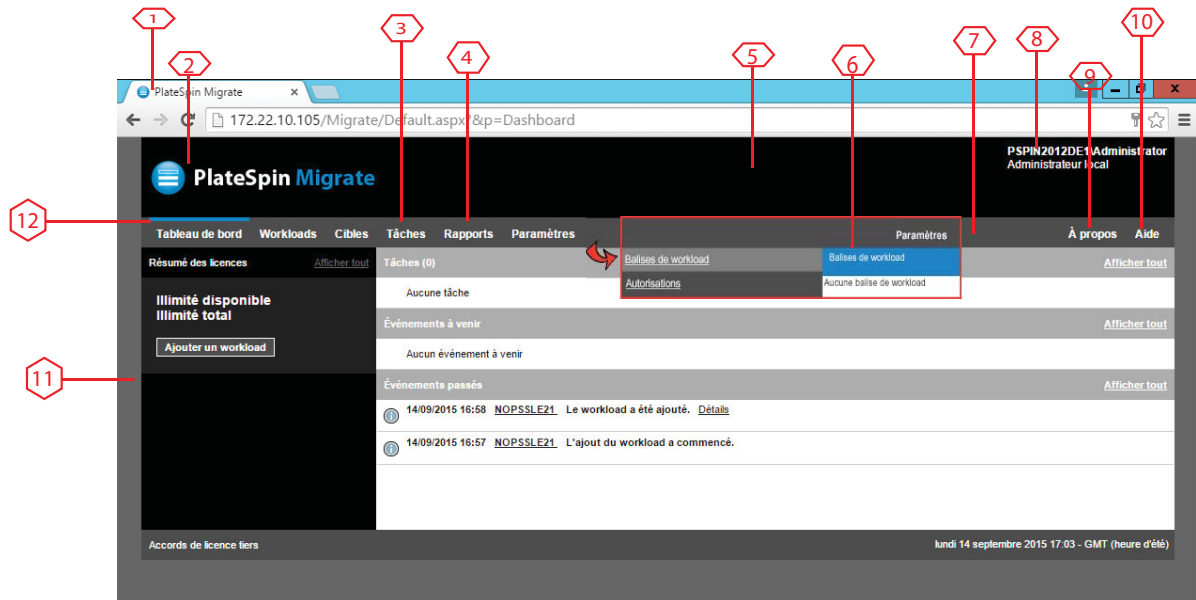 1
2
3
4
5
6
7
8
9
10
PlateSpin Migrate
172.22.10.105/Migrate/Default.aspx?&p=Dashboard
PSPIN2012DE1\Administrator
Administrateur local
PlateSpin Migrate
12
Tableau de bord Workloads Cibles Tâches Rapports Paramètres À propos Aide
Paramètres
Balises de workload
Autorisations
Balises de workload
Aucune balise de workload
Résumé des licences Afficher tout
Illimité disponible
Illimité total
Ajouter un workload
Tâches (0) Afficher tout
Aucune tâche
Événements à venir Afficher tout
Aucun événement à venir
11
Événements passés Afficher tout
14/09/2015 16:58 NOPSSLE21 Le workload a été ajouté. Détails
14/09/2015 16:57 NOPSSLE21 L'ajout du workload a commencé.
Accords de licence tiers
lundi 14 septembre 2015 17:03 - GMT (heure d'été)